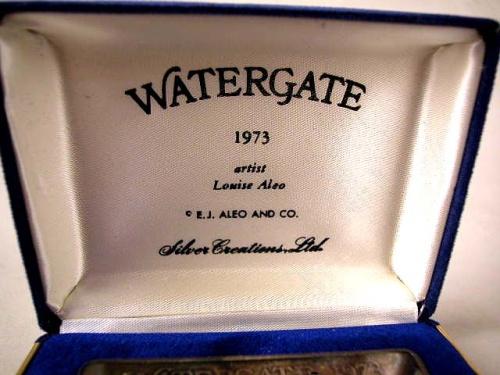 WATERGATE
1973
artist
Louise Aleo
© E.J. ALEO AND CO.
Silver Creations, Ltd.